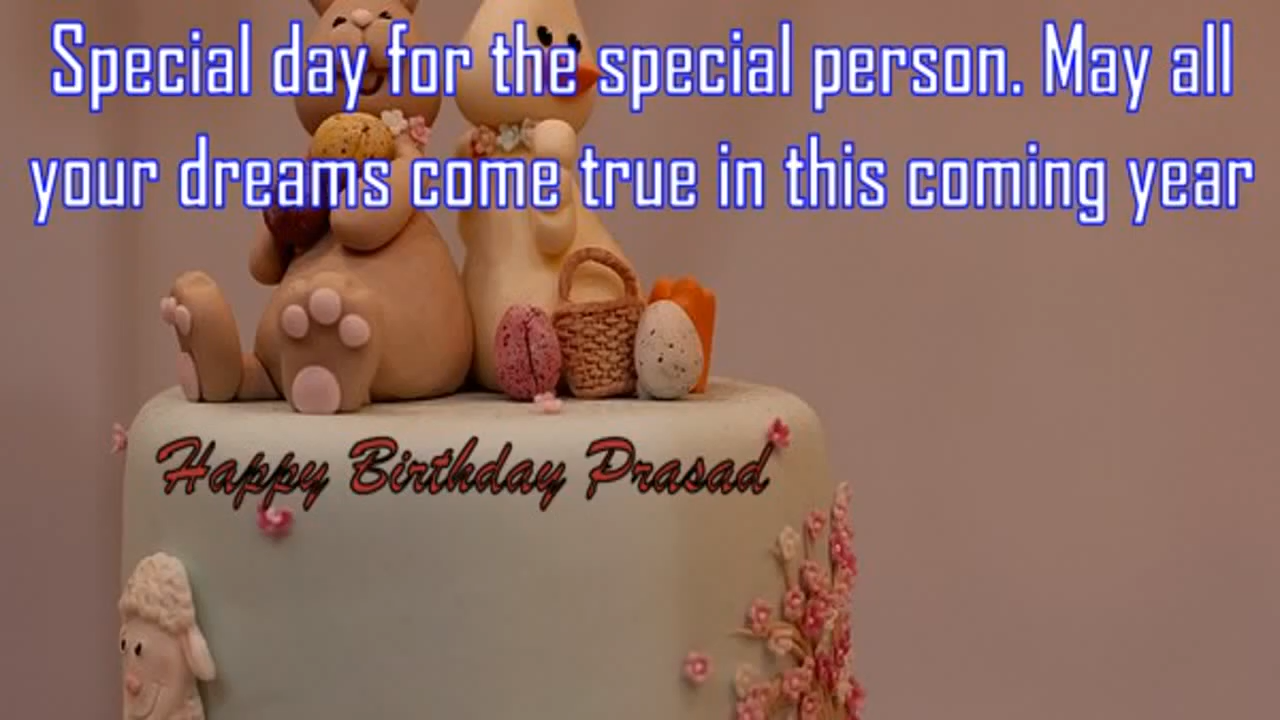 Special day for the special person. May all
your dreams come true in this coming year
Happy Birthday Prasad